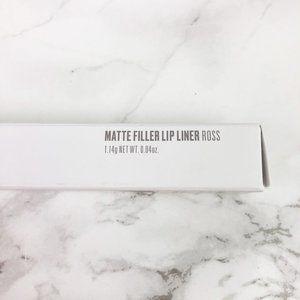 MATTE FILLER LIP LINER ROSS
1.14g NET WT. 0.04oz.